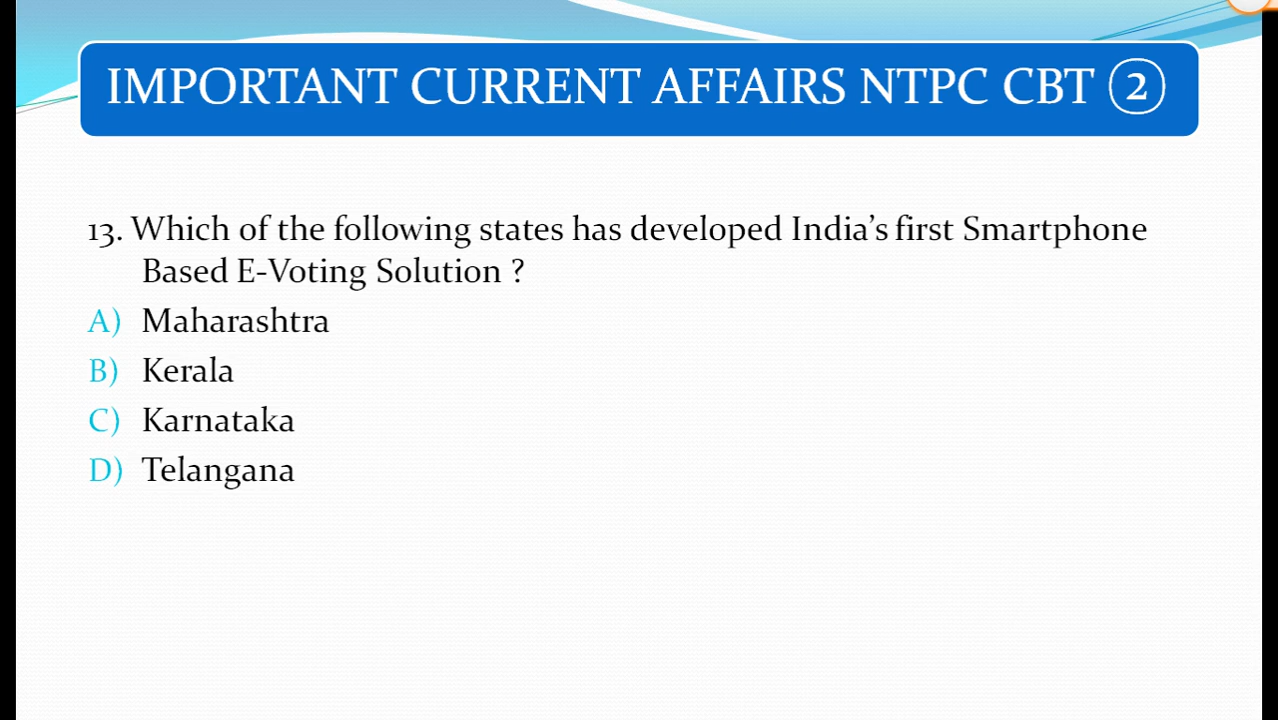 IMPORTANT CURRENT AFFAIRS NTPC CBT ②
13. Which of the following states has developed India’s first Smartphone
Based E-Voting Solution ?
A) Maharashtra
B) Kerala
C) Karnataka
D) Telangana